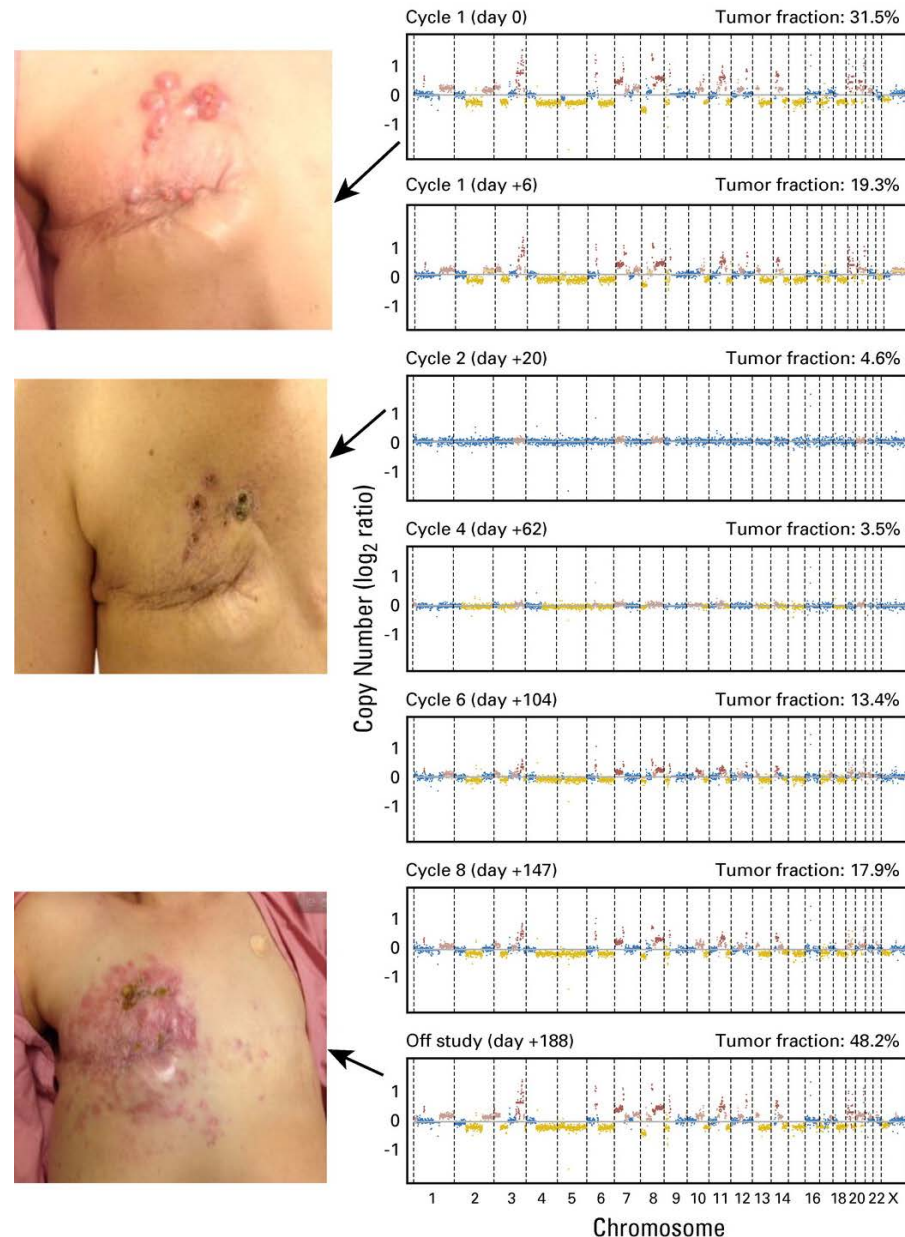 Cycle 1 (day 0) Tumor fraction: 31.5%
1
0
-1
Cycle 1 (day +6) Tumor fraction: 19.3%
1
0
-1
Cycle 2 (day +20) Tumor fraction: 4.6%
1
0
-1
Cycle 4 (day +62) Tumor fraction: 3.5%
1
0
-1
Copy Number (log2 ratio)
Cycle 6 (day +104) Tumor fraction: 13.4%
1
0
-1
Cycle 8 (day +147) Tumor fraction: 17.9%
1
0
-1
Off study (day +188) Tumor fraction: 48.2%
1
0
-1
1 2 3 4 5 6 7 8 9 10 11 12 13 14 16 18 20 22 X
Chromosome